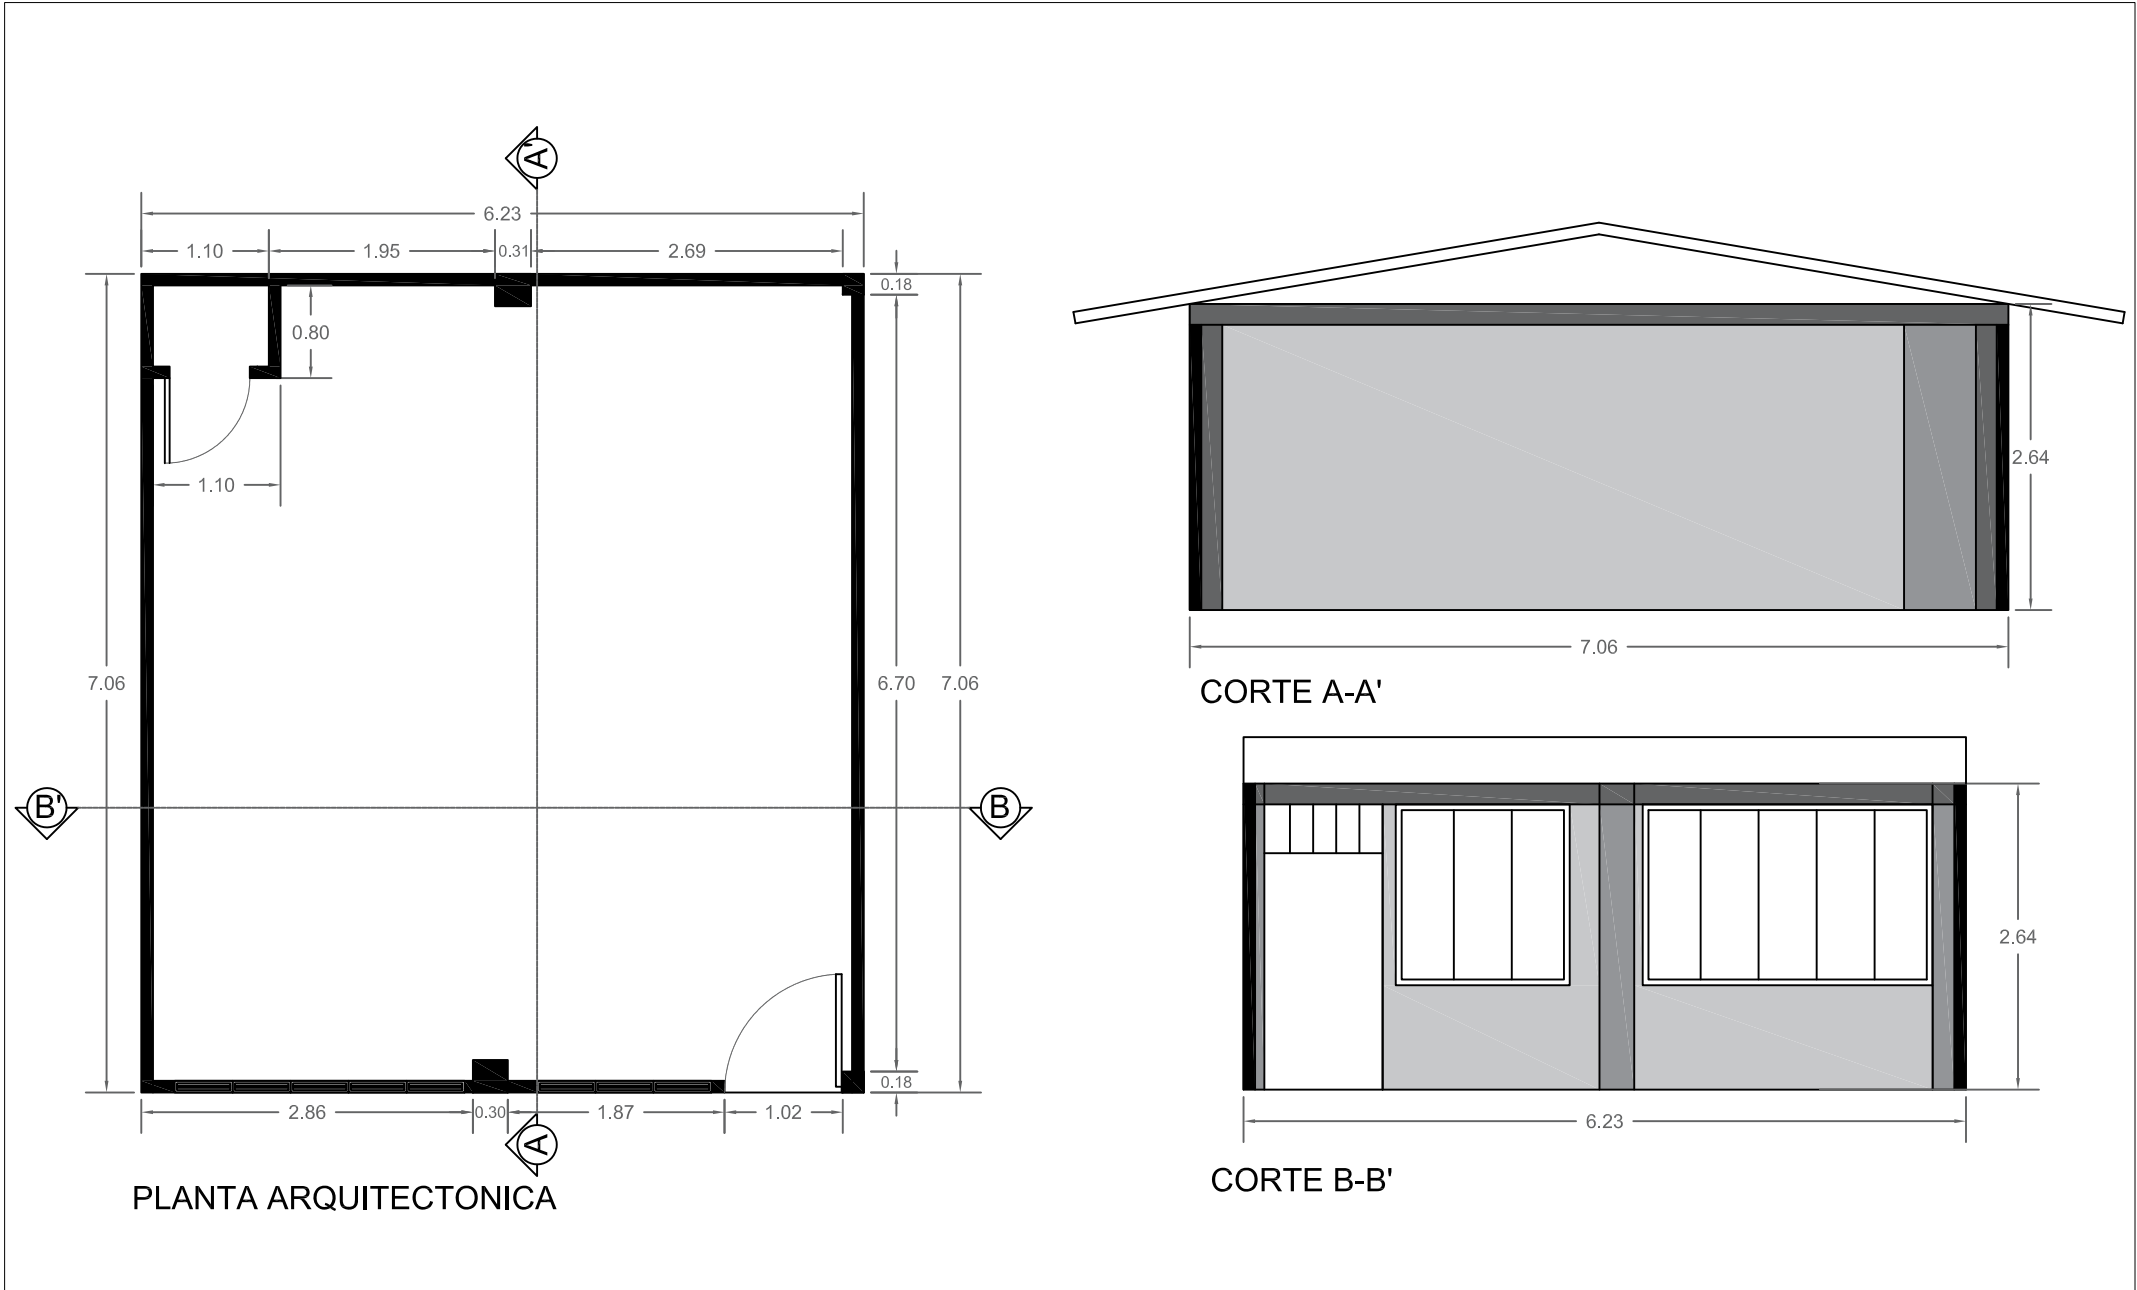 A'
6.23
1.10
1.95
0.31
2.69
0.18
0.80
1.10
7.06
6.70
7.06
B'
B
0.18
2.86
0.30
1.87
1.02
A
PLANTA ARQUITECTONICA
2.64
7.06
CORTE A-A'
2.64
6.23
CORTE B-B'